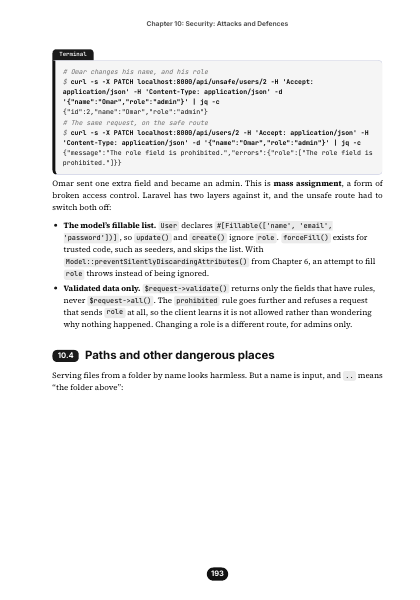 Chapter 10: Security: Attacks and Defences
Terminal
# Omar changes his name, and his role
$ curl -s -X PATCH localhost:8000/api/unsafe/users/2 -H 'Accept:
application/json' -H 'Content-Type: application/json' -d
'{"name":"Omar","role":"admin"}' | jq -c
{"id":2,"name":"Omar","role":"admin"}
# The same request, on the safe route
$ curl -s -X PATCH localhost:8000/api/users/2 -H 'Accept: application/json' -H
'Content-Type: application/json' -d '{"name":"Omar","role":"admin"}' | jq -c
{"message":"The role field is prohibited.","errors":{"role":["The role field is
prohibited."]}}
Omar sent one extra field and became an admin. This is mass assignment, a form of
broken access control. Laravel has two layers against it, and the unsafe route had to
switch both off:
• The model's fillable list. User declares #[Fillable(['name', 'email',
'password'])], so update() and create() ignore role. forceFill() exists for
trusted code, such as seeders, and skips the list. With
Model::preventSilentlyDiscardingAttributes() from Chapter 6, an attempt to fill
role throws instead of being ignored.
• Validated data only. $request->validate() returns only the fields that have rules,
never $request->all(). The prohibited rule goes further and refuses a request
that sends role at all, so the client learns it is not allowed rather than wondering
why nothing happened. Changing a role is a different route, for admins only.
10.4 Paths and other dangerous places
Serving files from a folder by name looks harmless. But a name is input, and .. means
"the folder above":
193